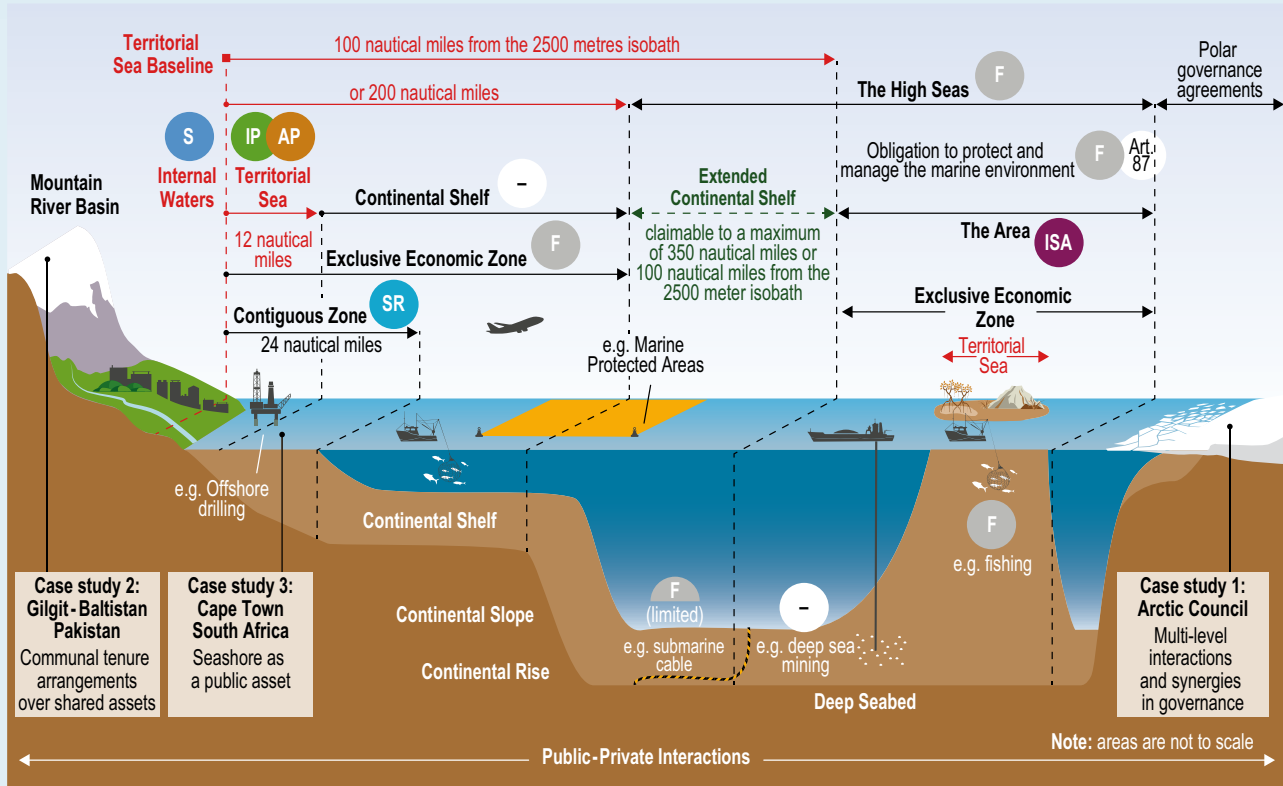 Territorial
Sea Baseline
100 nautical miles from the 2500 metres isobath
or 200 nautical miles
The High Seas
F
Polar
governance
agreements
S
IP
AP
Internal
Waters
Territorial
Sea
12 nautical
miles
Mountain
River Basin
Continental Shelf
–
Exclusive Economic Zone
F
Contiguous Zone
SR
24 nautical miles
Extended
Continental Shelf
claimable to a maximum
of 350 nautical miles or
100 nautical miles from the
2500 meter isobath
Obligation to protect and
manage the marine environment
F
Art.
87
The Area
ISA
Exclusive Economic
Zone
Territorial
Sea
e.g. Marine
Protected Areas
e.g. Offshore
drilling
Continental Shelf
Continental Slope
Continental Rise
F
(limited)
e.g. submarine
cable
–
e.g. deep sea
mining
F
e.g. fishing
Deep Seabed
Case study 2:
Gilgit-Baltistan
Pakistan
Communal tenure
arrangements
over shared assets
Case study 3:
Cape Town
South Africa
Seashore as
a public asset
Case study 1:
Arctic Council
Multi-level
interactions
and synergies
in governance
Note: areas are not to scale
Public-Private Interactions